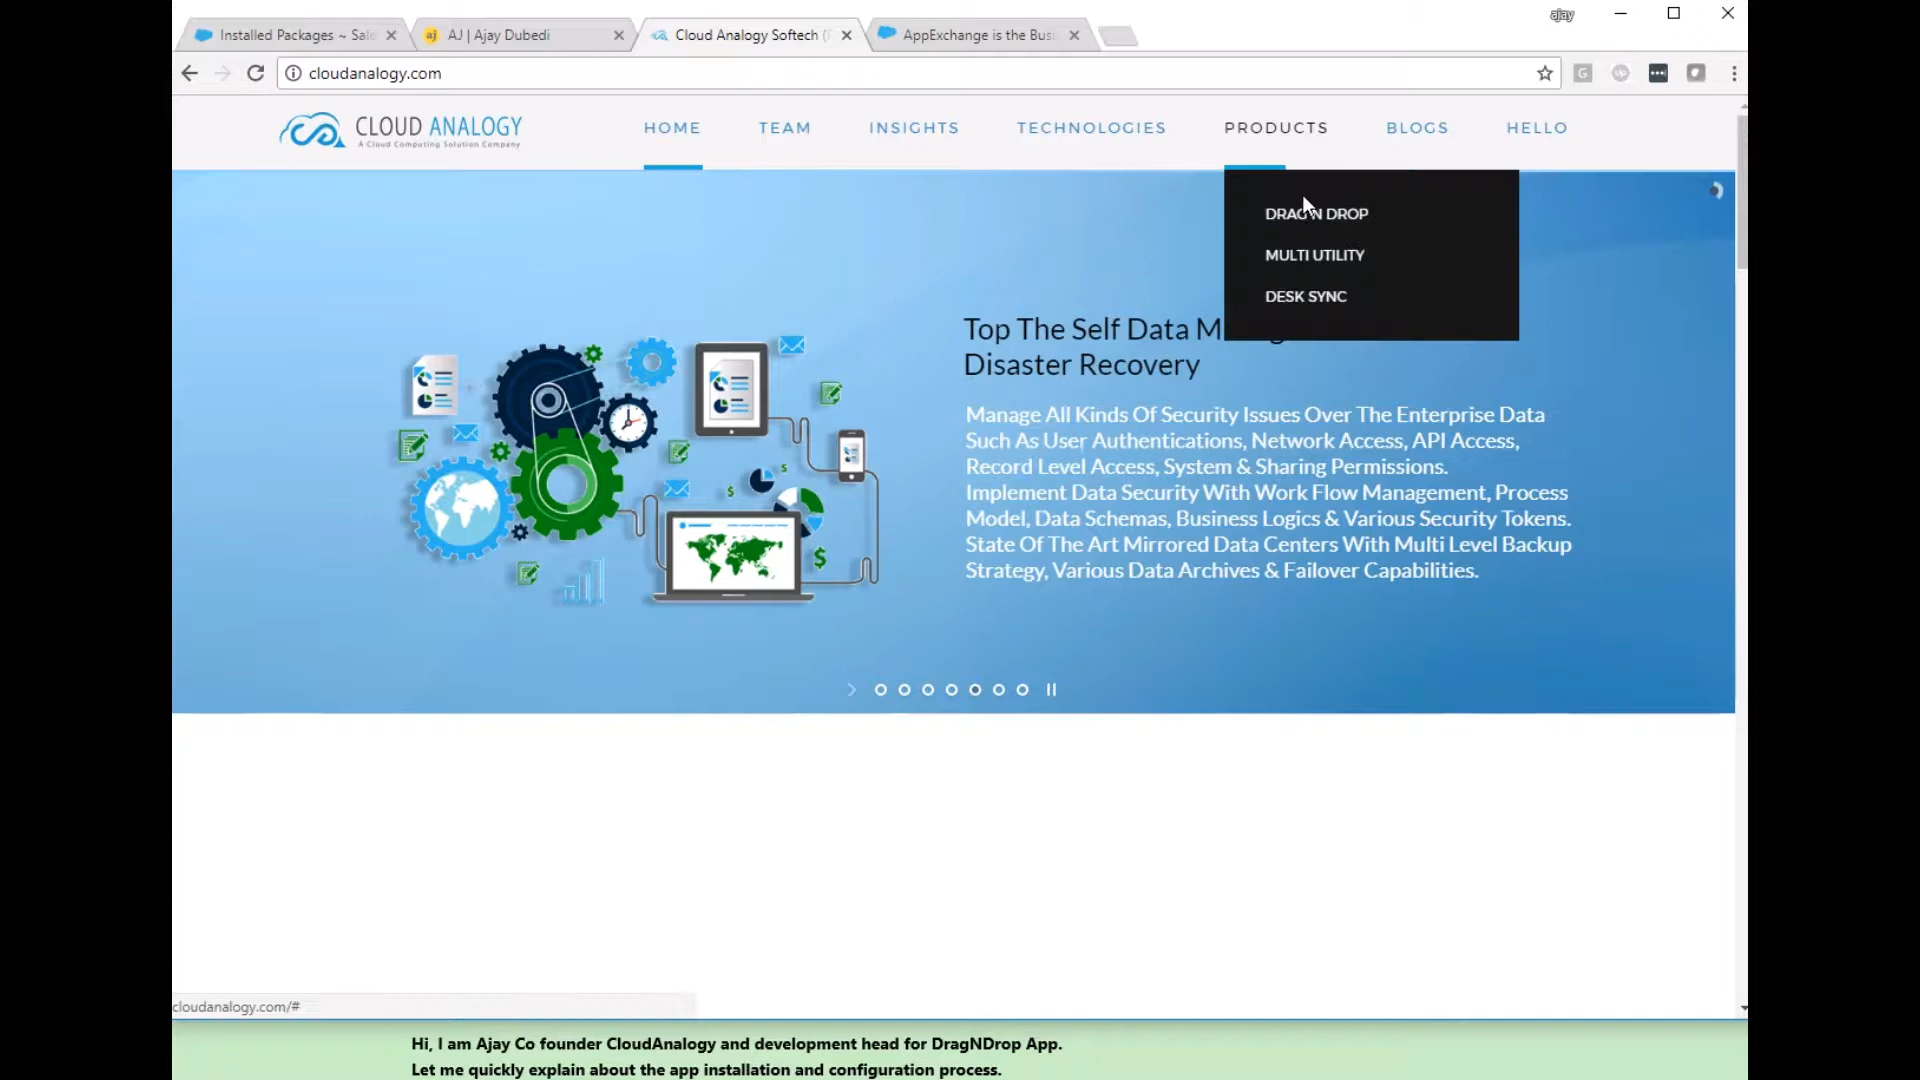 ajay
Installed Packages ~ Sale
AJ | Ajay Dubedi
Cloud Analogy Softech (
AppExchange is the Busi
cloudanalogy.com
CLOUD ANALOGY
A Cloud Computing Solution Company
HOME
TEAM
INSIGHTS
TECHNOLOGIES
PRODUCTS
BLOGS
HELLO
DRAG N DROP
MULTI UTILITY
DESK SYNC
Top The Self Data
Disaster Recovery
Manage All Kinds Of Security Issues Over The Enterprise Data
Such As User Authentications, Network Access, API Access,
Record Level Access, System & Sharing Permissions.
Implement Data Security With Work Flow Management, Process
Model, Data Schemas, Business Logics & Various Security Tokens.
State Of The Art Mirrored Data Centers With Multi Level Backup
Strategy, Various Data Archives & Failover Capabilities.
cloudanalogy.com/#
Hi, I am Ajay Co founder CloudAnalogy and development head for DragNDrop App.
Let me quickly explain about the app installation and configuration process.